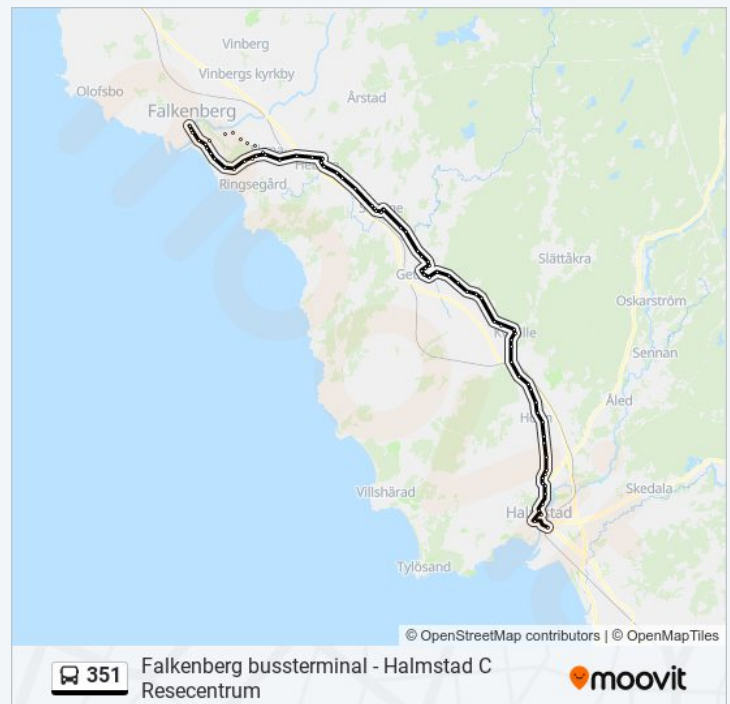 Vinberg
Vinbergs kyrkby
Olofsbo
Årstad
Falkenberg
Ringsegård
Slättåkra
Oskarström
Sennan
Åled
Villshärad
Skedala
Halmstad
Tylösand
© OpenStreetMap contributors | © OpenMapTiles
351
Falkenberg bussterminal - Halmstad C
Resecentrum
moovit